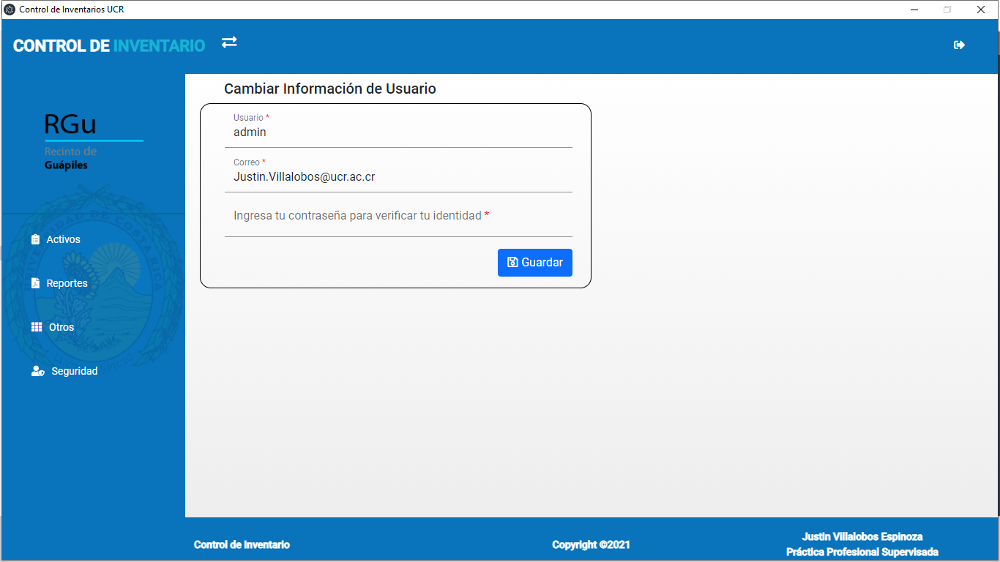 Control de Inventarios UCR
CONTROL DE INVENTARIO
RGu
Recinto de
Guápiles
Activos
Reportes
Otros
Seguridad
Cambiar Información de Usuario
Usuario *
admin
Correo *
Justin.Villalobos@ucr.ac.cr
Ingresa tu contraseña para verificar tu identidad *
Guardar
Control de Inventario
Copyright ©2021
Justin Villalobos Espinoza
Práctica Profesional Supervisada